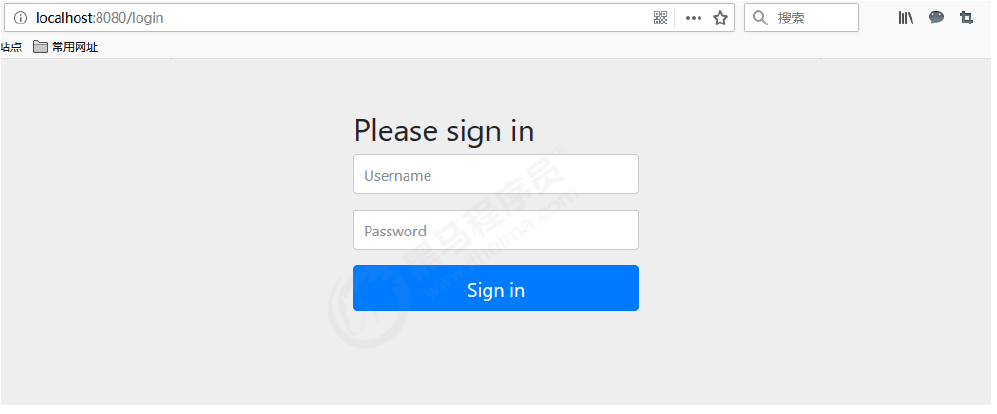 localhost:8080/login
搜索
站点 常用网址
Please sign in
Username
Password
Sign in
黑马程序员
www.itheima.com